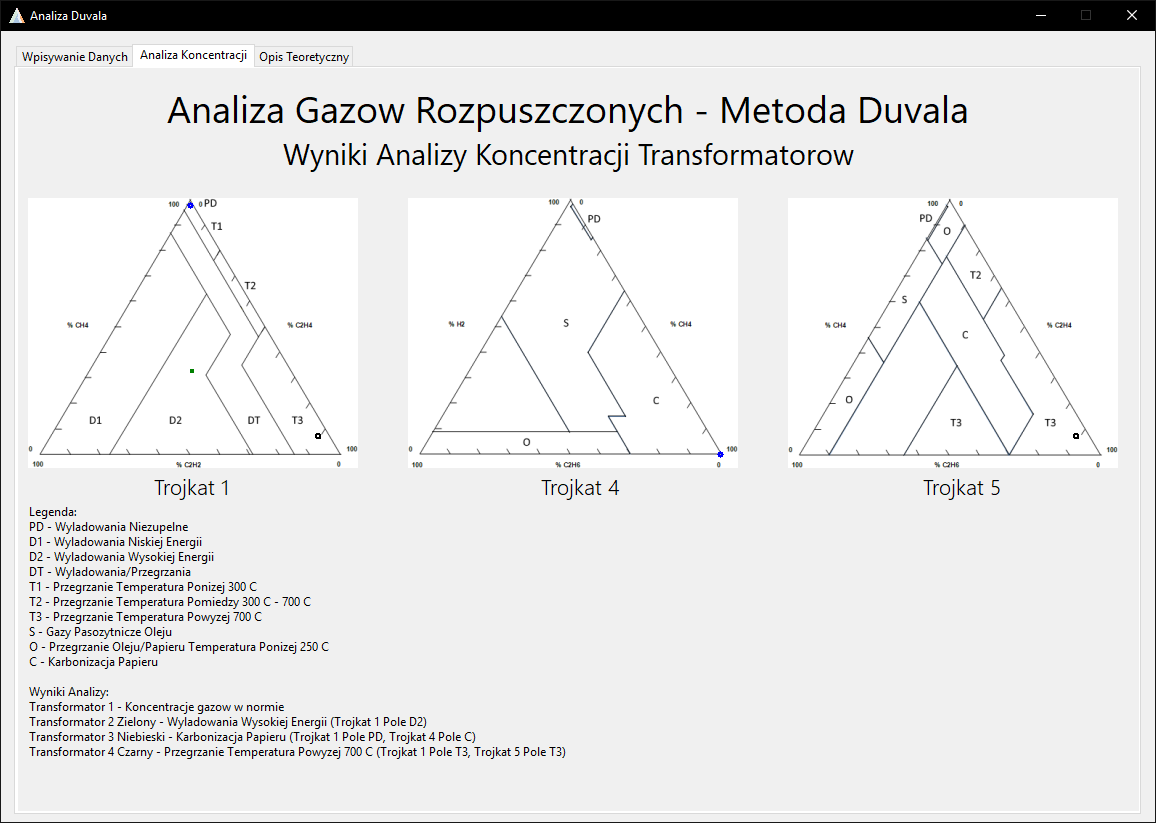 Analiza Duvala
Wpisywanie Danych
Analiza Koncentracji
Opis Teoretyczny
Analiza Gazow Rozpuszczonych - Metoda Duvala
Wyniki Analizy Koncentracji Transformatorow
100 0 PD
T1
T2
% CH4 % C2H4
D1 D2 DT T3
0 100
100 % C2H2 0
Trojkat 1
100 0
PD
% H2 S % CH4
C
O
0 100
100 % C2H6 0
Trojkat 4
100 0
PD O
T2
S
% CH4 C % C2H4
O
T3 T3
0 100
100 % C2H6 0
Trojkat 5
Legenda:
PD - Wyladowania Niezupelne
D1 - Wyladowania Niskiej Energii
D2 - Wyladowania Wysokiej Energii
DT - Wyladowania/Przegrzania
T1 - Przegrzanie Temperatura Ponizej 300 C
T2 - Przegrzanie Temperatura Pomiedzy 300 C - 700 C
T3 - Przegrzanie Temperatura Powyzej 700 C
S - Gazy Pasozytnicze Oleju
O - Przegrzanie Oleju/Papieru Temperatura Ponizej 250 C
C - Karbonizacja Papieru
Wyniki Analizy:
Transformator 1 - Koncentracje gazow w normie
Transformator 2 Zielony - Wyladowania Wysokiej Energii (Trojkat 1 Pole D2)
Transformator 3 Niebieski - Karbonizacja Papieru (Trojkat 1 Pole PD, Trojkat 4 Pole C)
Transformator 4 Czarny - Przegrzanie Temperatura Powyzej 700 C (Trojkat 1 Pole T3, Trojkat 5 Pole T3)